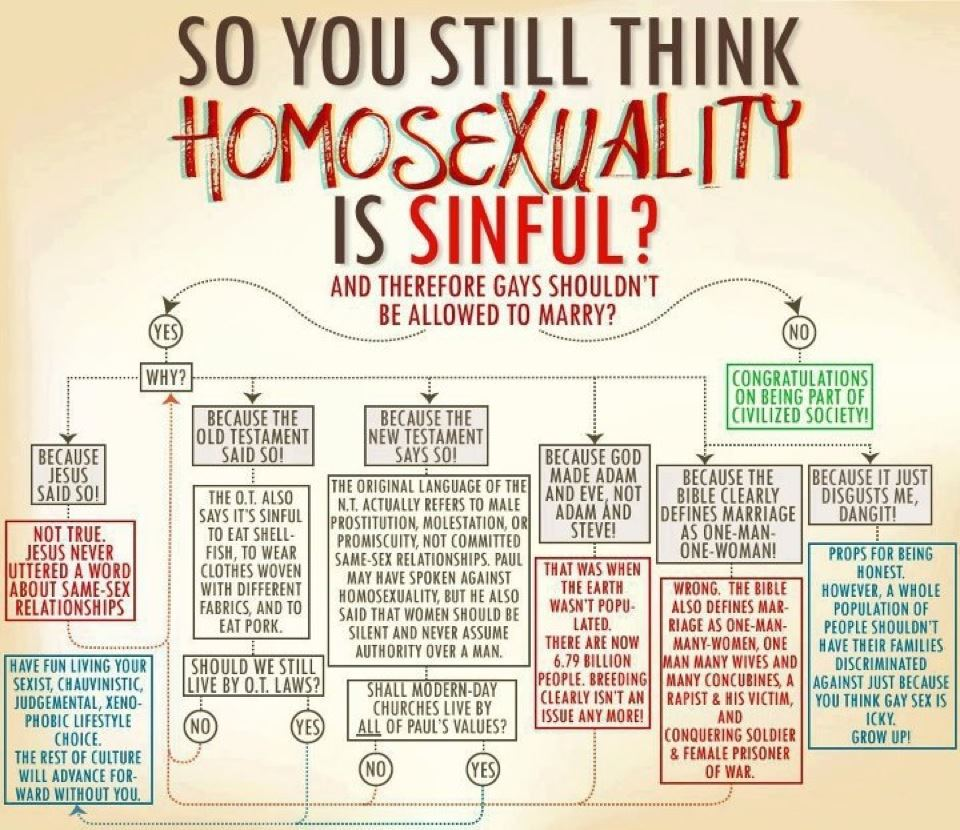 SO YOU STILL THINK
HOMOSEXUALITY
IS SINFUL?
AND THEREFORE GAYS SHOULDN'T
BE ALLOWED TO MARRY?
YES
NO
WHY?
CONGRATULATIONS
ON BEING PART OF
CIVILIZED SOCIETY!
BECAUSE
JESUS
SAID SO!
NOT TRUE.
JESUS NEVER
UTTERED A WORD
ABOUT SAME-SEX
RELATIONSHIPS
BECAUSE THE
OLD TESTAMENT
SAID SO!
THE O.T. ALSO
SAYS IT'S SINFUL
TO EAT SHELL-
FISH, TO WEAR
CLOTHES WOVEN
WITH DIFFERENT
FABRICS, AND TO
EAT PORK.
SHOULD WE STILL
LIVE BY O.T. LAWS?
NO
YES
BECAUSE THE
NEW TESTAMENT
SAYS SO!
THE ORIGINAL LANGUAGE OF THE
N.T. ACTUALLY REFERS TO MALE
PROSTITUTION, MOLESTATION, OR
PROMISCUITY, NOT COMMITTED
SAME-SEX RELATIONSHIPS. PAUL
MAY HAVE SPOKEN AGAINST
HOMOSEXUALITY, BUT HE ALSO
SAID THAT WOMEN SHOULD BE
SILENT AND NEVER ASSUME
AUTHORITY OVER A MAN.
SHALL MODERN-DAY
CHURCHES LIVE BY
ALL OF PAUL'S VALUES?
NO
YES
BECAUSE GOD
MADE ADAM
AND EVE, NOT
ADAM AND
STEVE!
THAT WAS WHEN
THE EARTH
WASN'T POPU-
LATED.
THERE ARE NOW
6.79 BILLION
PEOPLE. BREEDING
CLEARLY ISN'T AN
ISSUE ANY MORE!
BECAUSE THE
BIBLE CLEARLY
DEFINES MARRIAGE
AS ONE-MAN-
ONE-WOMAN!
WRONG. THE BIBLE
ALSO DEFINES MAR-
RIAGE AS ONE-MAN-
MANY-WOMEN, ONE
MAN MANY WIVES AND
MANY CONCUBINES, A
RAPIST & HIS VICTIM,
AND
CONQUERING SOLDIER
& FEMALE PRISONER
OF WAR.
BECAUSE IT JUST
DISGUSTS ME,
DANGIT!
PROPS FOR BEING
HONEST.
HOWEVER, A WHOLE
POPULATION OF
PEOPLE SHOULDN'T
HAVE THEIR FAMILIES
DISCRIMINATED
AGAINST JUST BECAUSE
YOU THINK GAY SEX IS
ICKY.
GROW UP!
HAVE FUN LIVING YOUR
SEXIST, CHAUVINISTIC,
JUDGEMENTAL, XENO-
PHOBIC LIFESTYLE
CHOICE.
THE REST OF CULTURE
WILL ADVANCE FOR-
WARD WITHOUT YOU.